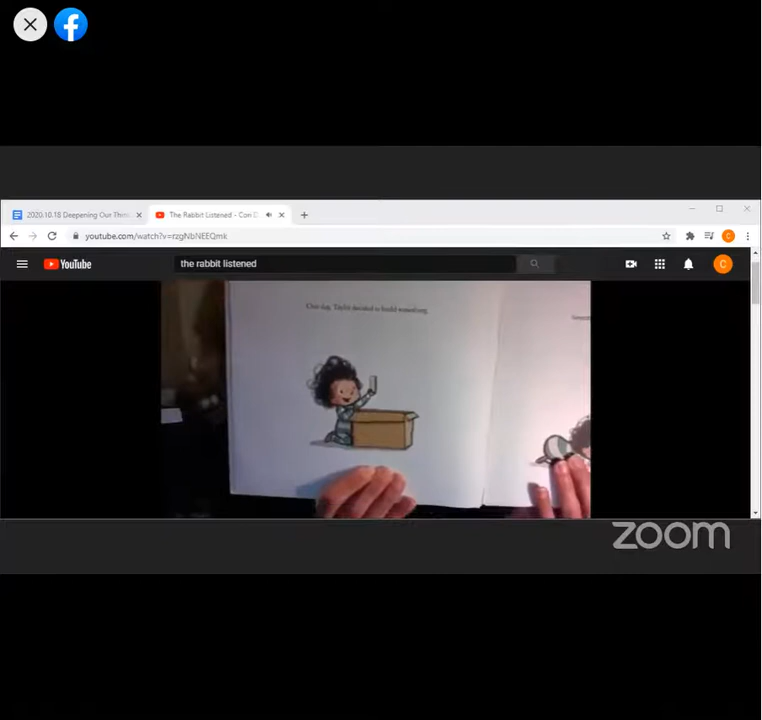 2020.10.18 Deepening Our Think
The Rabbit Listened - Cori D
youtube.com/watch?v=rzgNbNEEQmk
YouTube
the rabbit listened
C
One day, Taylor decided to build something.
zoom